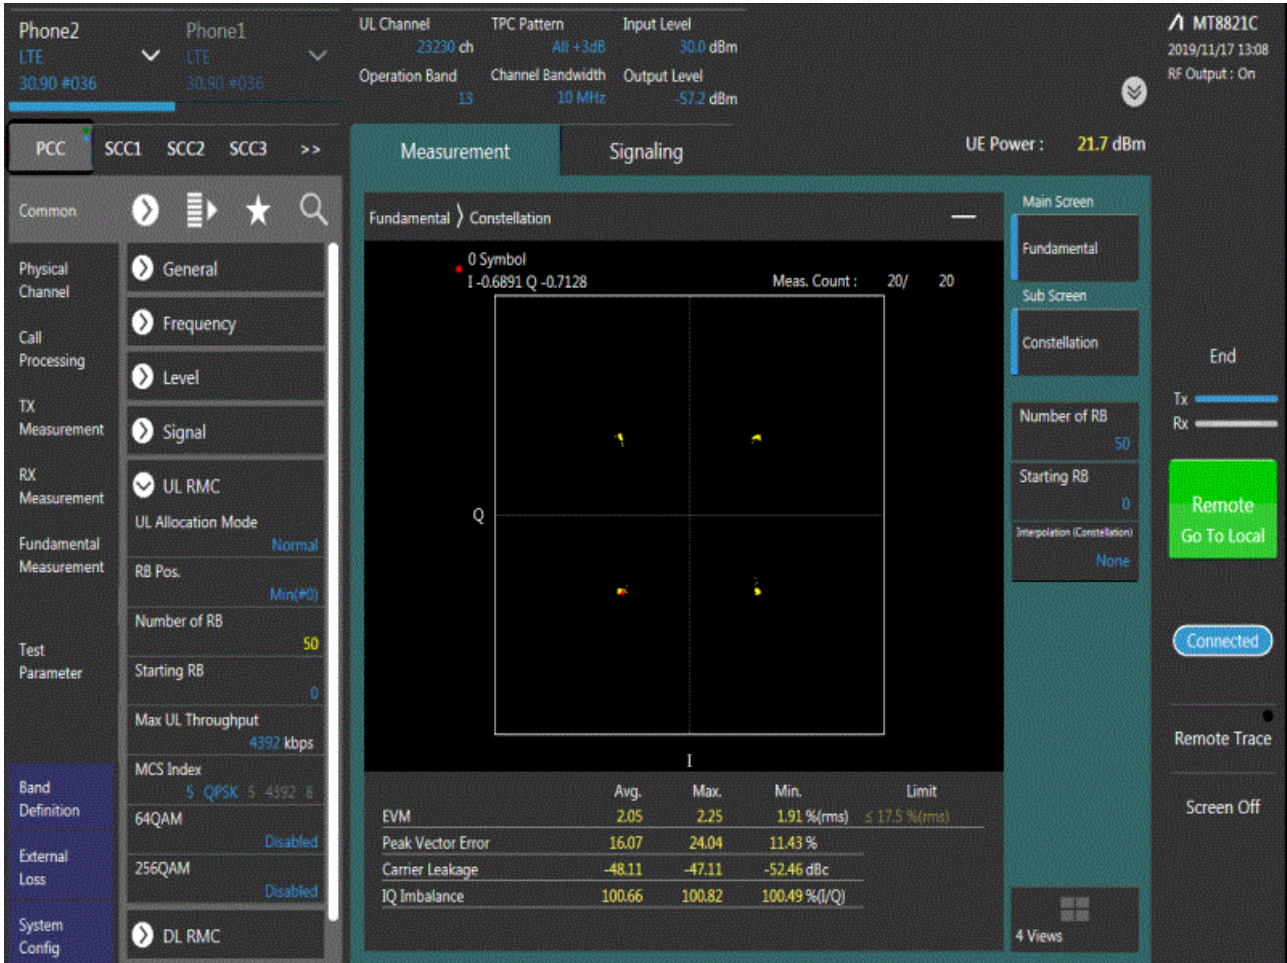 Phone2
LTE
30.90 #036
Phone1
LTE
30.90 #036
UL Channel
23230 ch
Operation Band
13
TPC Pattern
All +3dB
Channel Bandwidth
10 MHz
Input Level
30.0 dBm
Output Level
-57.2 dBm
MT8821C
2019/11/17 13:08
RF Output : On
PCC SCC1 SCC2 SCC3 >>
Measurement Signaling
UE Power : 21.7 dBm
Common
Physical
Channel
Call
Processing
TX
Measurement
RX
Measurement
Fundamental
Measurement
Test
Parameter
Band
Definition
External
Loss
System
Config
General
Frequency
Level
Signal
UL RMC
UL Allocation Mode
Normal
RB Pos.
Min(#0)
Number of RB
50
Starting RB
0
Max UL Throughput
4392 kbps
MCS Index
5 QPSK 5 4392 8
64QAM
Disabled
256QAM
Disabled
DL RMC
Fundamental 〉 Constellation
0 Symbol
I -0.6891 Q -0.7128
Meas. Count : 20/ 20
Q
I
Avg. Max. Min. Limit
EVM 2.05 2.25 1.91 %(rms) ≤ 17.5 %(rms)
Peak Vector Error 16.07 24.04 11.43 %
Carrier Leakage -48.11 -47.11 -52.46 dBc
IQ Imbalance 100.66 100.82 100.49 %(I/Q)
Main Screen
Fundamental
Sub Screen
Constellation
Number of RB
50
Starting RB
0
Interpolation (Constellation)
None
4 Views
End
Tx
Rx
Remote
Go To Local
Connected
Remote Trace
Screen Off